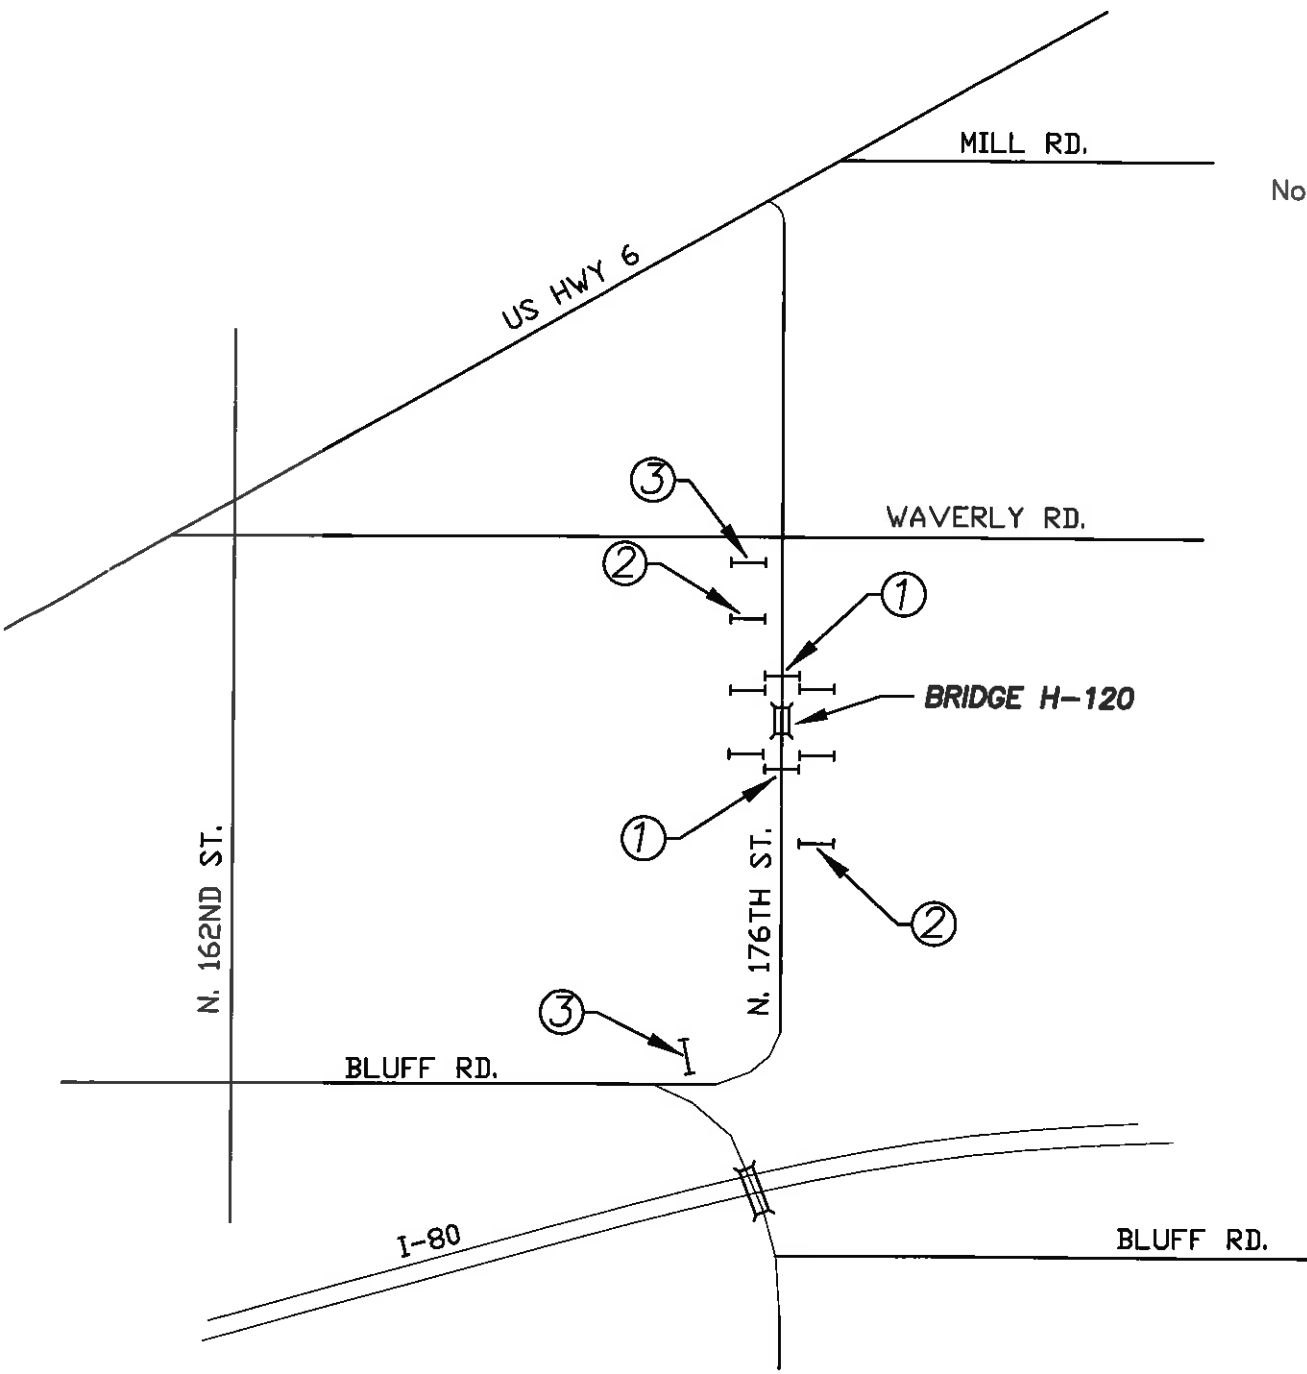 MILL RD.
No
US HWY 6
3
WAVERLY RD.
2
1
BRIDGE H-120
1
N. 162ND ST.
N. 176TH ST.
2
3
BLUFF RD.
I-80
BLUFF RD.